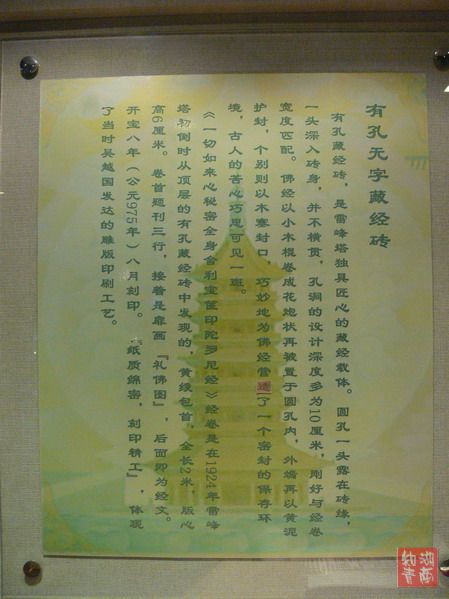 有孔无字藏经砖
有孔藏经砖，是雷峰塔独具匠心的藏经载体。圆孔一头露在砖缘，
一头深入砖身，并不横贯，孔洞的设计深度多为10厘米，刚好与经卷
宽度匹配。佛经以小木棍卷成花炮状再被置于圆孔内，外端再以黄泥
护封，个别则以木塞封口，巧妙地为佛经营造了一个密封的保存环
境，古人的苦心巧思可见一斑。
《一切如来心秘密全身舍利宝箧印陀罗尼经》经卷是在1924年雷峰
塔初倒时从顶层的有孔藏经砖中发现的，黄绫包首，全长2米，版心
高6厘米。卷首题刊三行，接着是扉画『礼佛图』，后面即为经文。
开宝八年（公元975年）八月刻印。『纸质绵密，刻印精工』，体现
了当时吴越国发达的雕版印刷工艺。